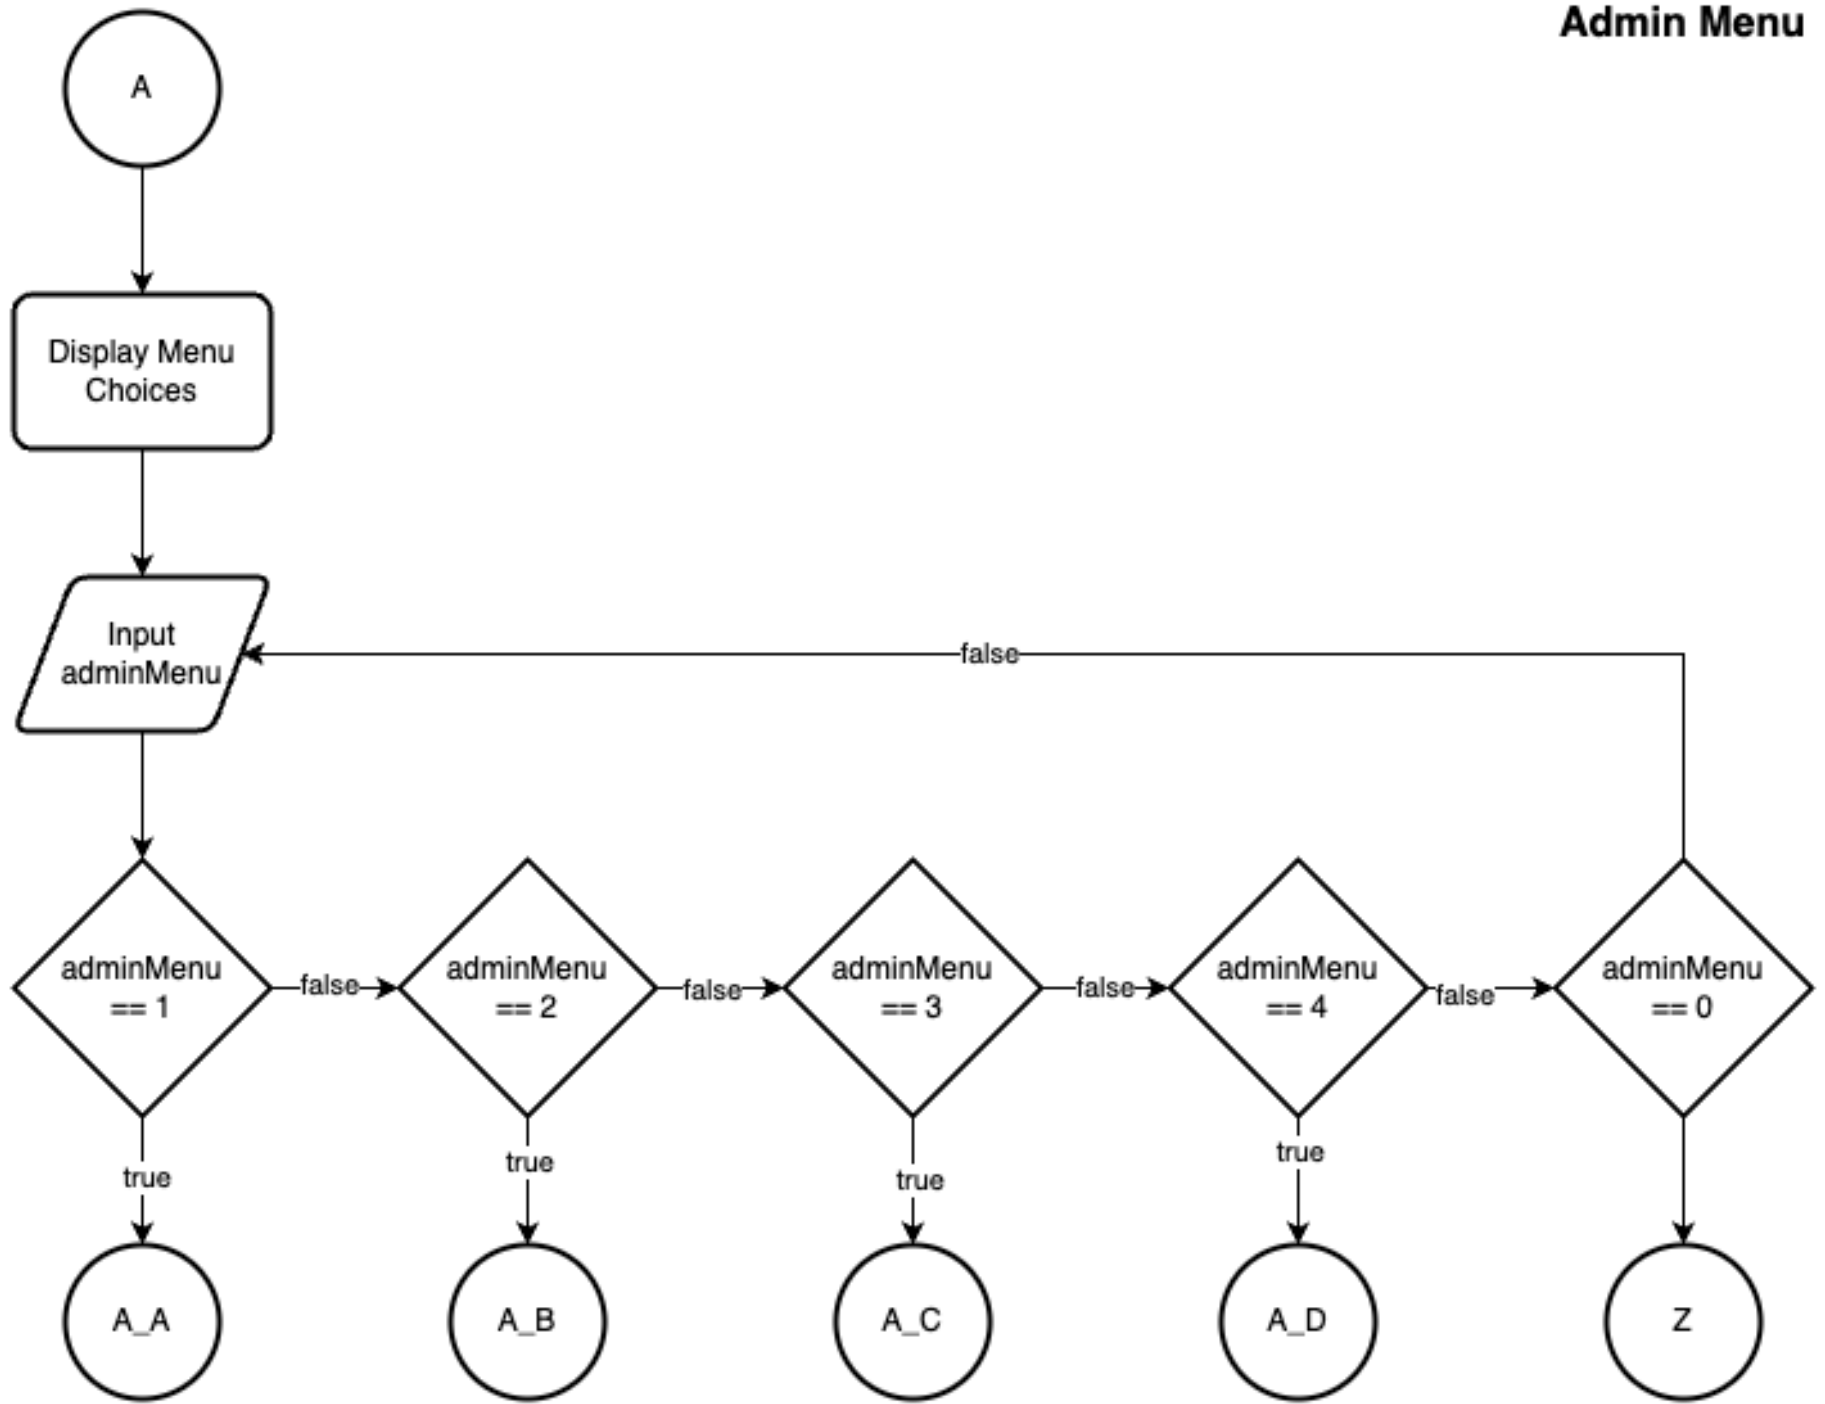 Admin Menu
A
Display Menu
Choices
Input
adminMenu
false
adminMenu
== 1
false
adminMenu
== 2
false
adminMenu
== 3
false
adminMenu
== 4
false
adminMenu
== 0
true
true
true
true
A_A
A_B
A_C
A_D
Z